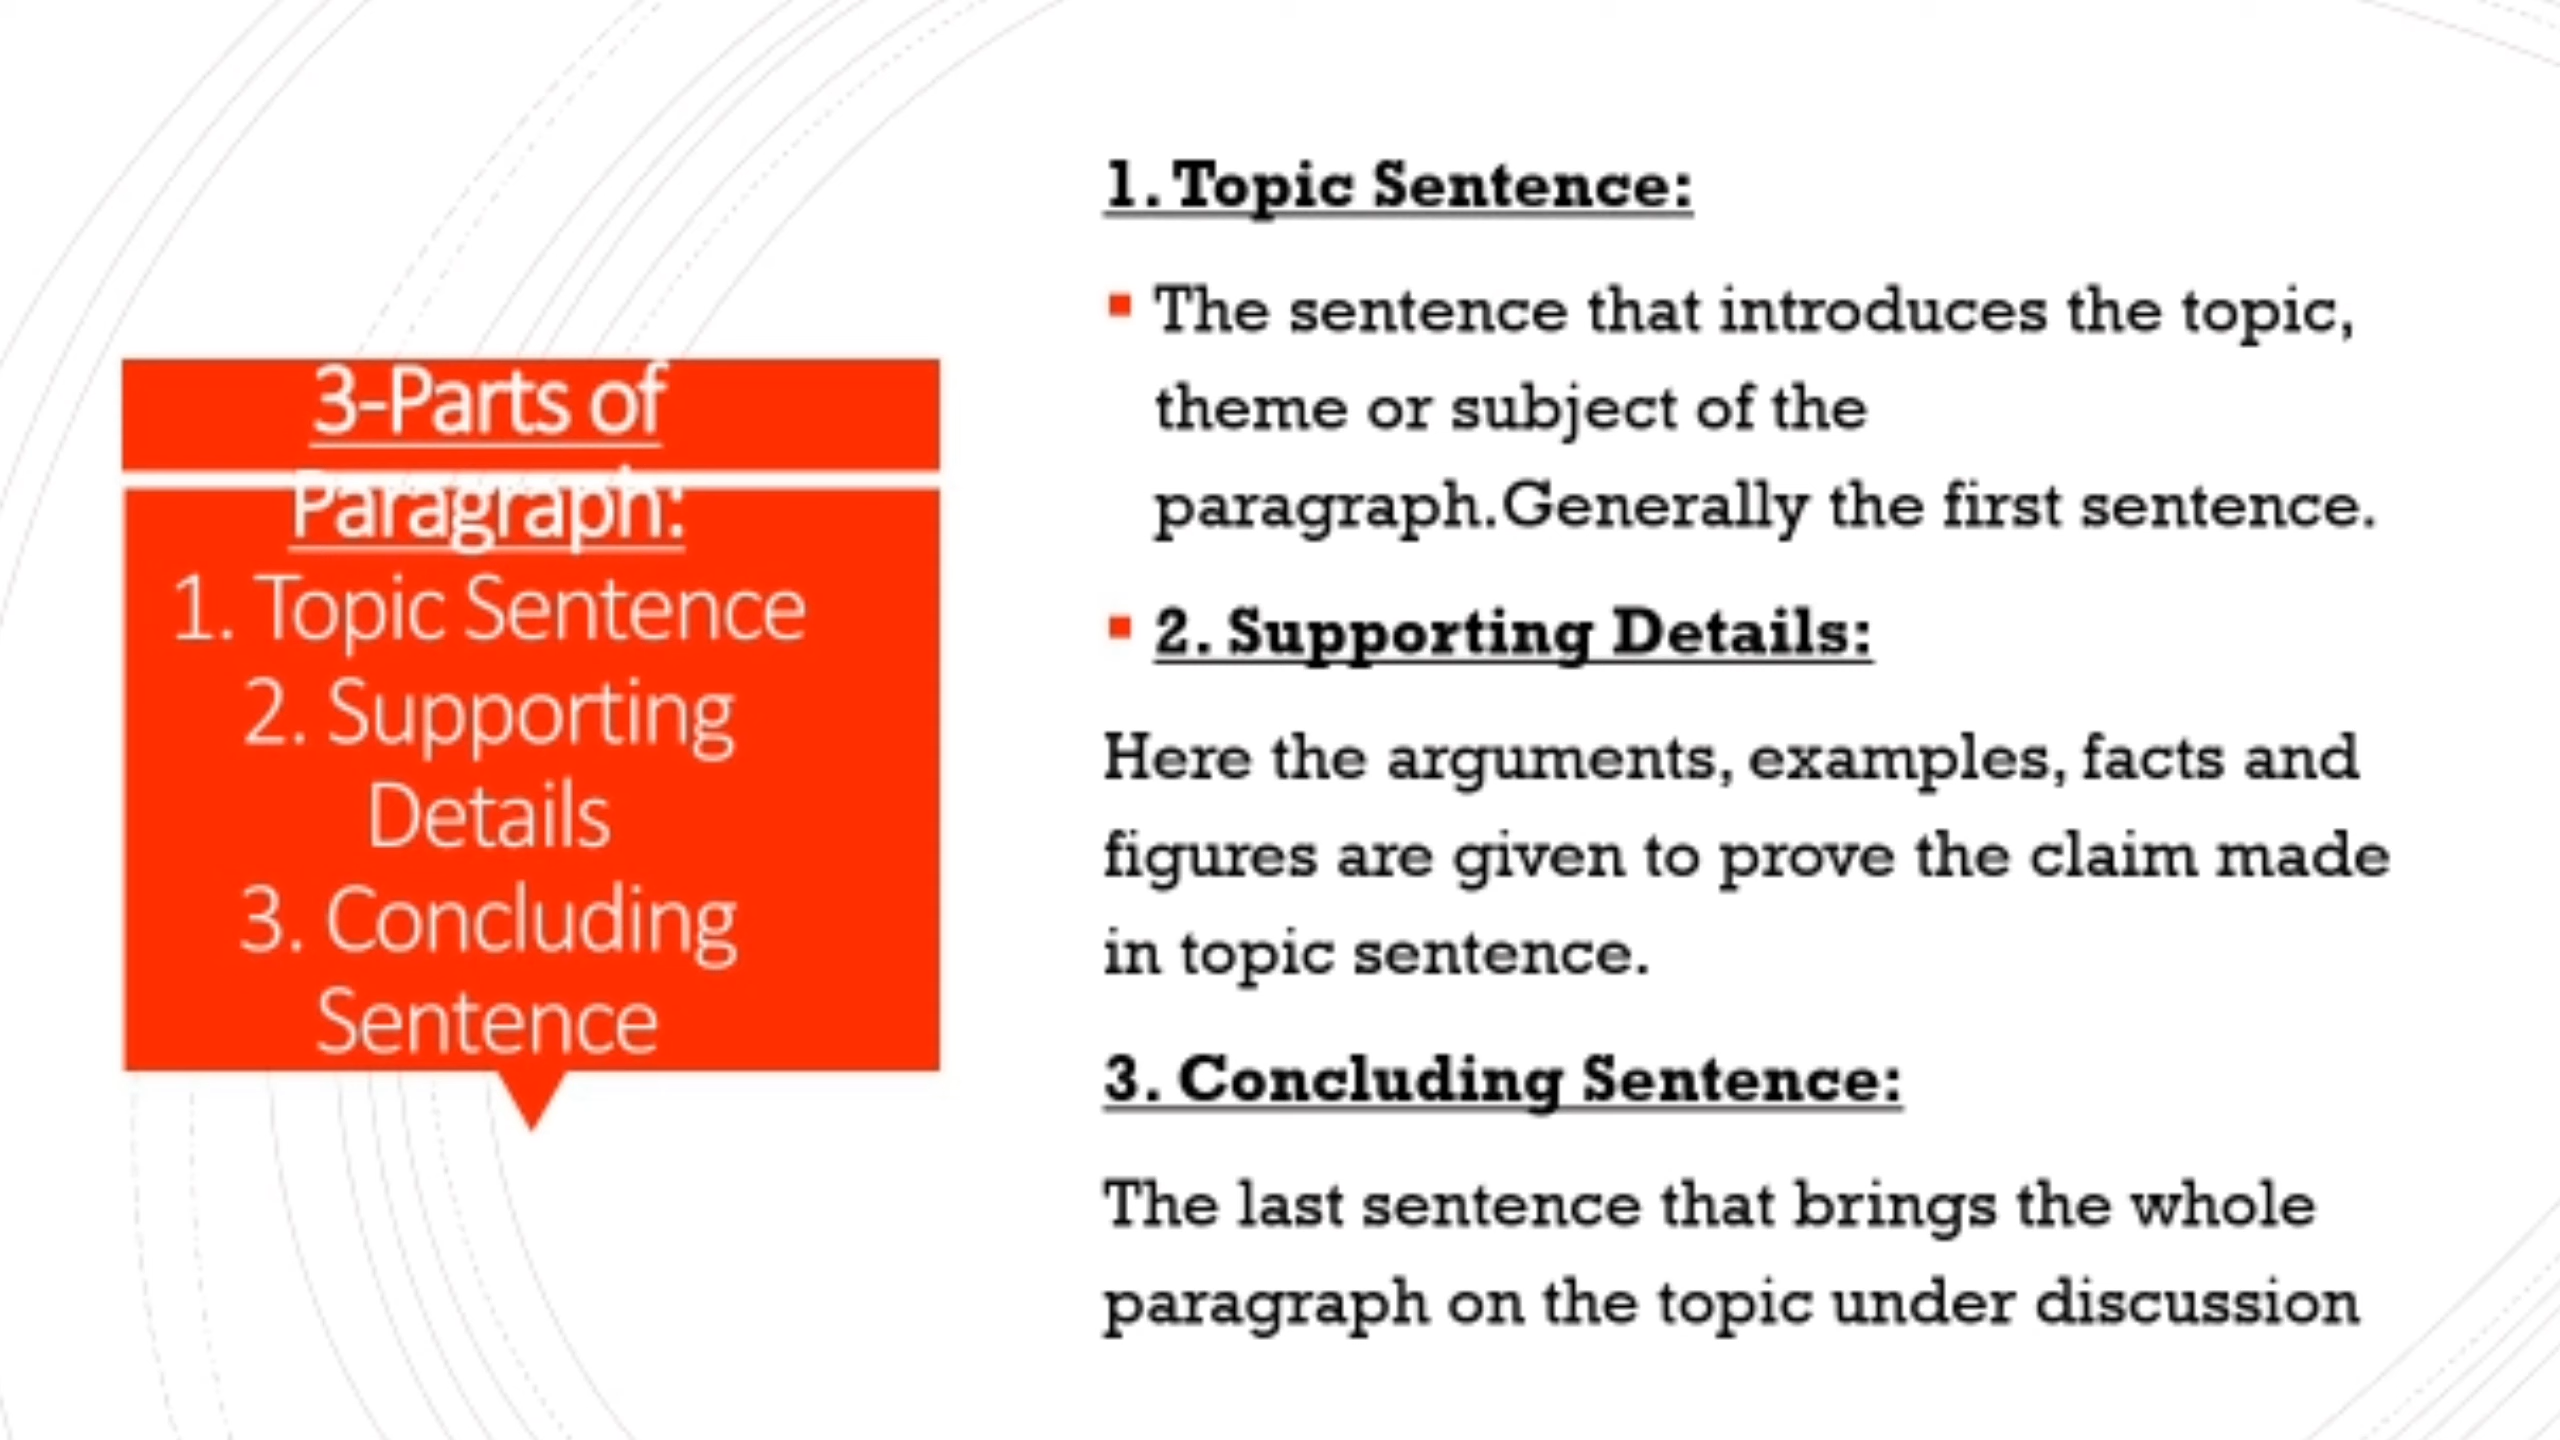 3-Parts of
Paragraph:
1. Topic Sentence
2. Supporting
Details
3. Concluding
Sentence
1. Topic Sentence:
▪ The sentence that introduces the topic,
theme or subject of the
paragraph.Generally the first sentence.
▪ 2. Supporting Details:
Here the arguments, examples, facts and
figures are given to prove the claim made
in topic sentence.
3. Concluding Sentence:
The last sentence that brings the whole
paragraph on the topic under discussion